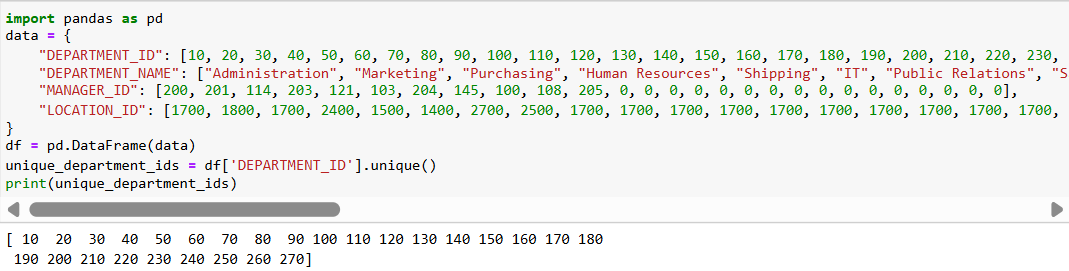 import pandas as pd
data = {
    "DEPARTMENT_ID": [10, 20, 30, 40, 50, 60, 70, 80, 90, 100, 110, 120, 130, 140, 150, 160, 170, 180, 190, 200, 210, 220, 230,
    "DEPARTMENT_NAME": ["Administration", "Marketing", "Purchasing", "Human Resources", "Shipping", "IT", "Public Relations", "S
    "MANAGER_ID": [200, 201, 114, 203, 121, 103, 204, 145, 100, 108, 205, 0, 0, 0, 0, 0, 0, 0, 0, 0, 0, 0, 0, 0, 0, 0, 0],
    "LOCATION_ID": [1700, 1800, 1700, 2400, 1500, 1400, 2700, 2500, 1700, 1700, 1700, 1700, 1700, 1700, 1700, 1700, 1700, 1700,
}
df = pd.DataFrame(data)
unique_department_ids = df['DEPARTMENT_ID'].unique()
print(unique_department_ids)
[ 10  20  30  40  50  60  70  80  90 100 110 120 130 140 150 160 170 180
 190 200 210 220 230 240 250 260 270]